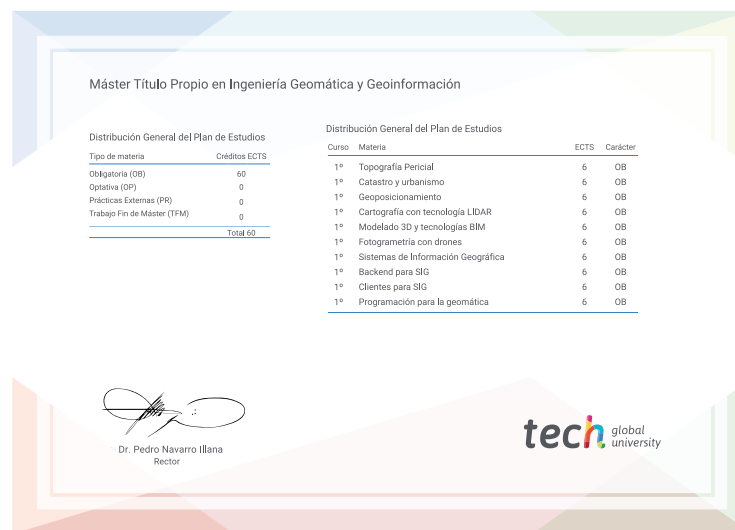 Máster Título Propio en Ingeniería Geomática y Geoinformación
Distribución General del Plan de Estudios
Tipo de materia Créditos ECTS
Obligatoria (OB) 60
Optativa (OP) 0
Prácticas Externas (PR) 0
Trabajo Fin de Máster (TFM) 0
Total 60
Distribución General del Plan de Estudios
Curso Materia ECTS Carácter
1º Topografía Pericial 6 OB
1º Catastro y urbanismo 6 OB
1º Geoposicionamiento 6 OB
1º Cartografía con tecnología LIDAR 6 OB
1º Modelado 3D y tecnologías BIM 6 OB
1º Fotogrametría con drones 6 OB
1º Sistemas de Información Geográfica 6 OB
1º Backend para SIG 6 OB
1º Clientes para SIG 6 OB
1º Programación para la geomática 6 OB
Dr. Pedro Navarro Illana
Rector
tech global
university